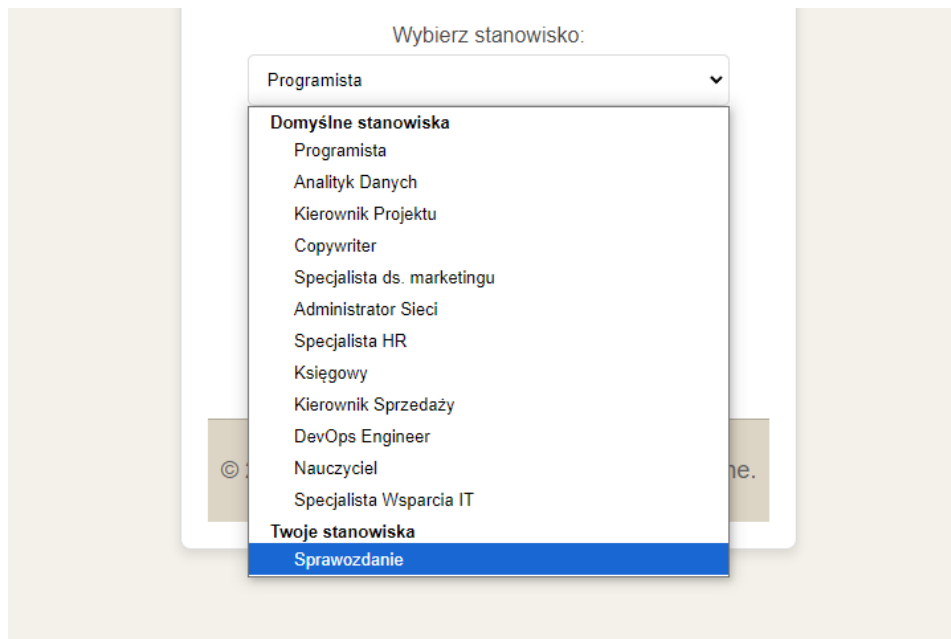 Wybierz stanowisko:
Programista
Domyślne stanowiska
Programista
Analityk Danych
Kierownik Projektu
Copywriter
Specjalista ds. marketingu
Administrator Sieci
Specjalista HR
Księgowy
Kierownik Sprzedaży
DevOps Engineer
Nauczyciel
Specjalista Wsparcia IT
Twoje stanowiska
Sprawozdanie
©